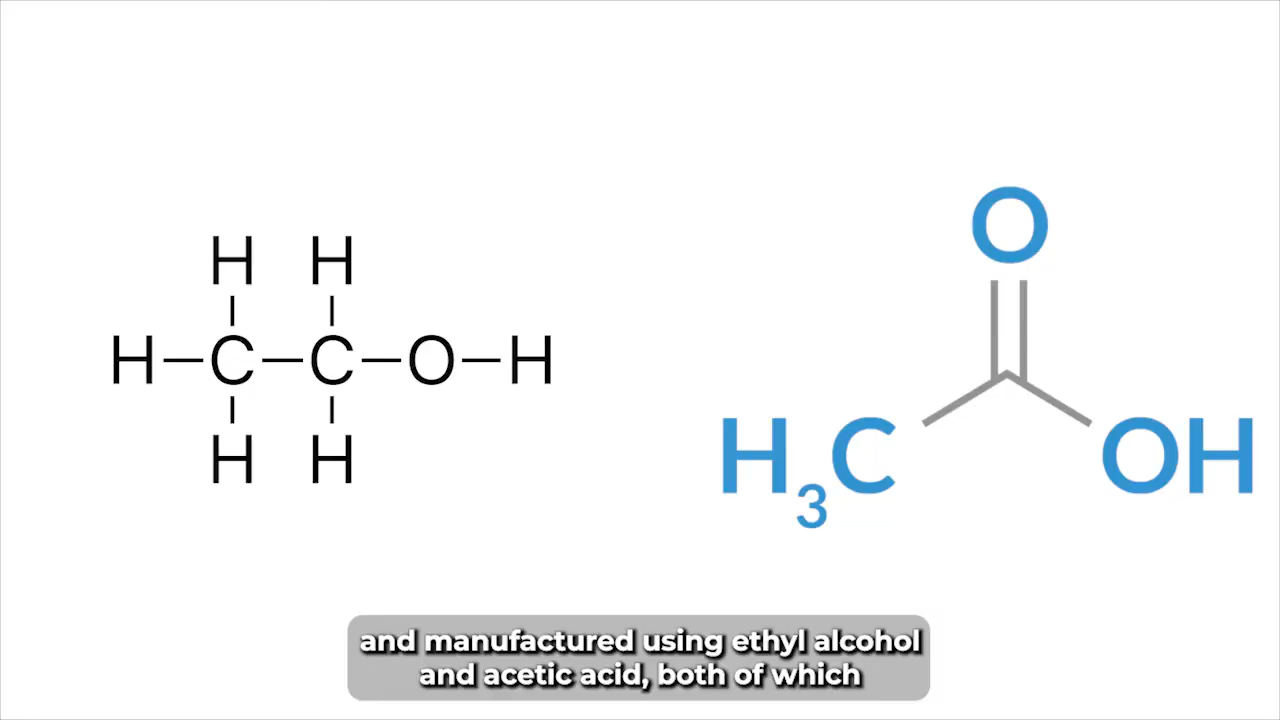 H H
H C C O H
H H
O
H3C OH
and manufactured using ethyl alcohol
and acetic acid, both of which